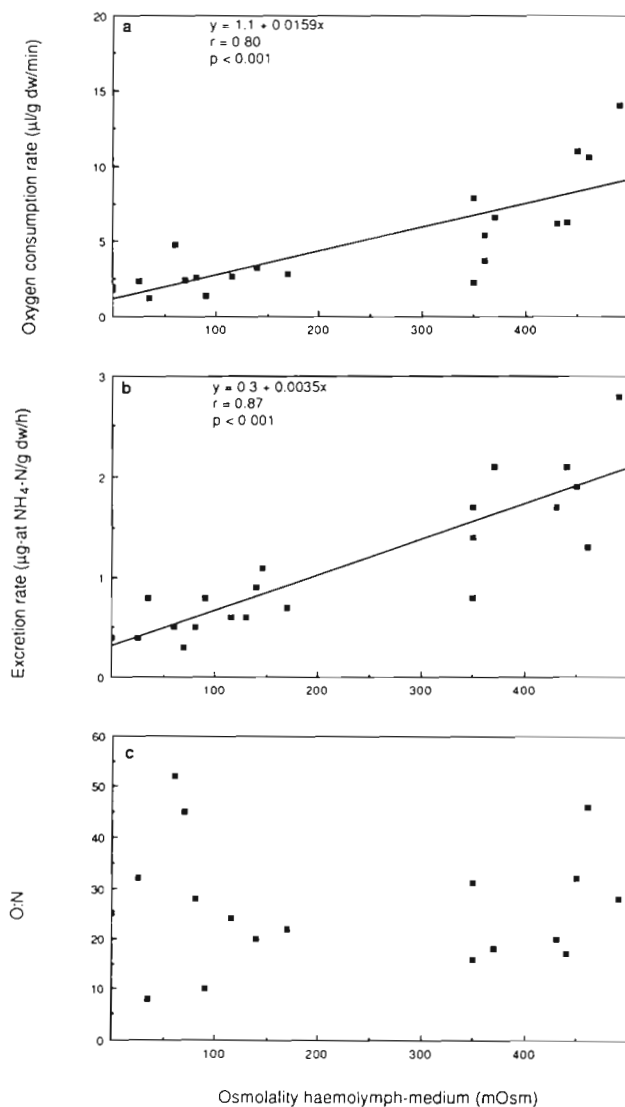 a
y = 1.1 + 0.0159x
r = 0.80
p < 0.001
20
15
10
5
0
100
200
300
400
Oxygen consumption rate (µl/g dw/min)
b
y = 0.3 + 0.0035x
r = 0.87
p < 0.001
3
2
1
0
100
200
300
400
Excretion rate (µg-at NH₄-N/g dw/h)
c
60
50
40
30
20
10
0
100
200
300
400
O:N
Osmolality haemolymph-medium (mOsm)